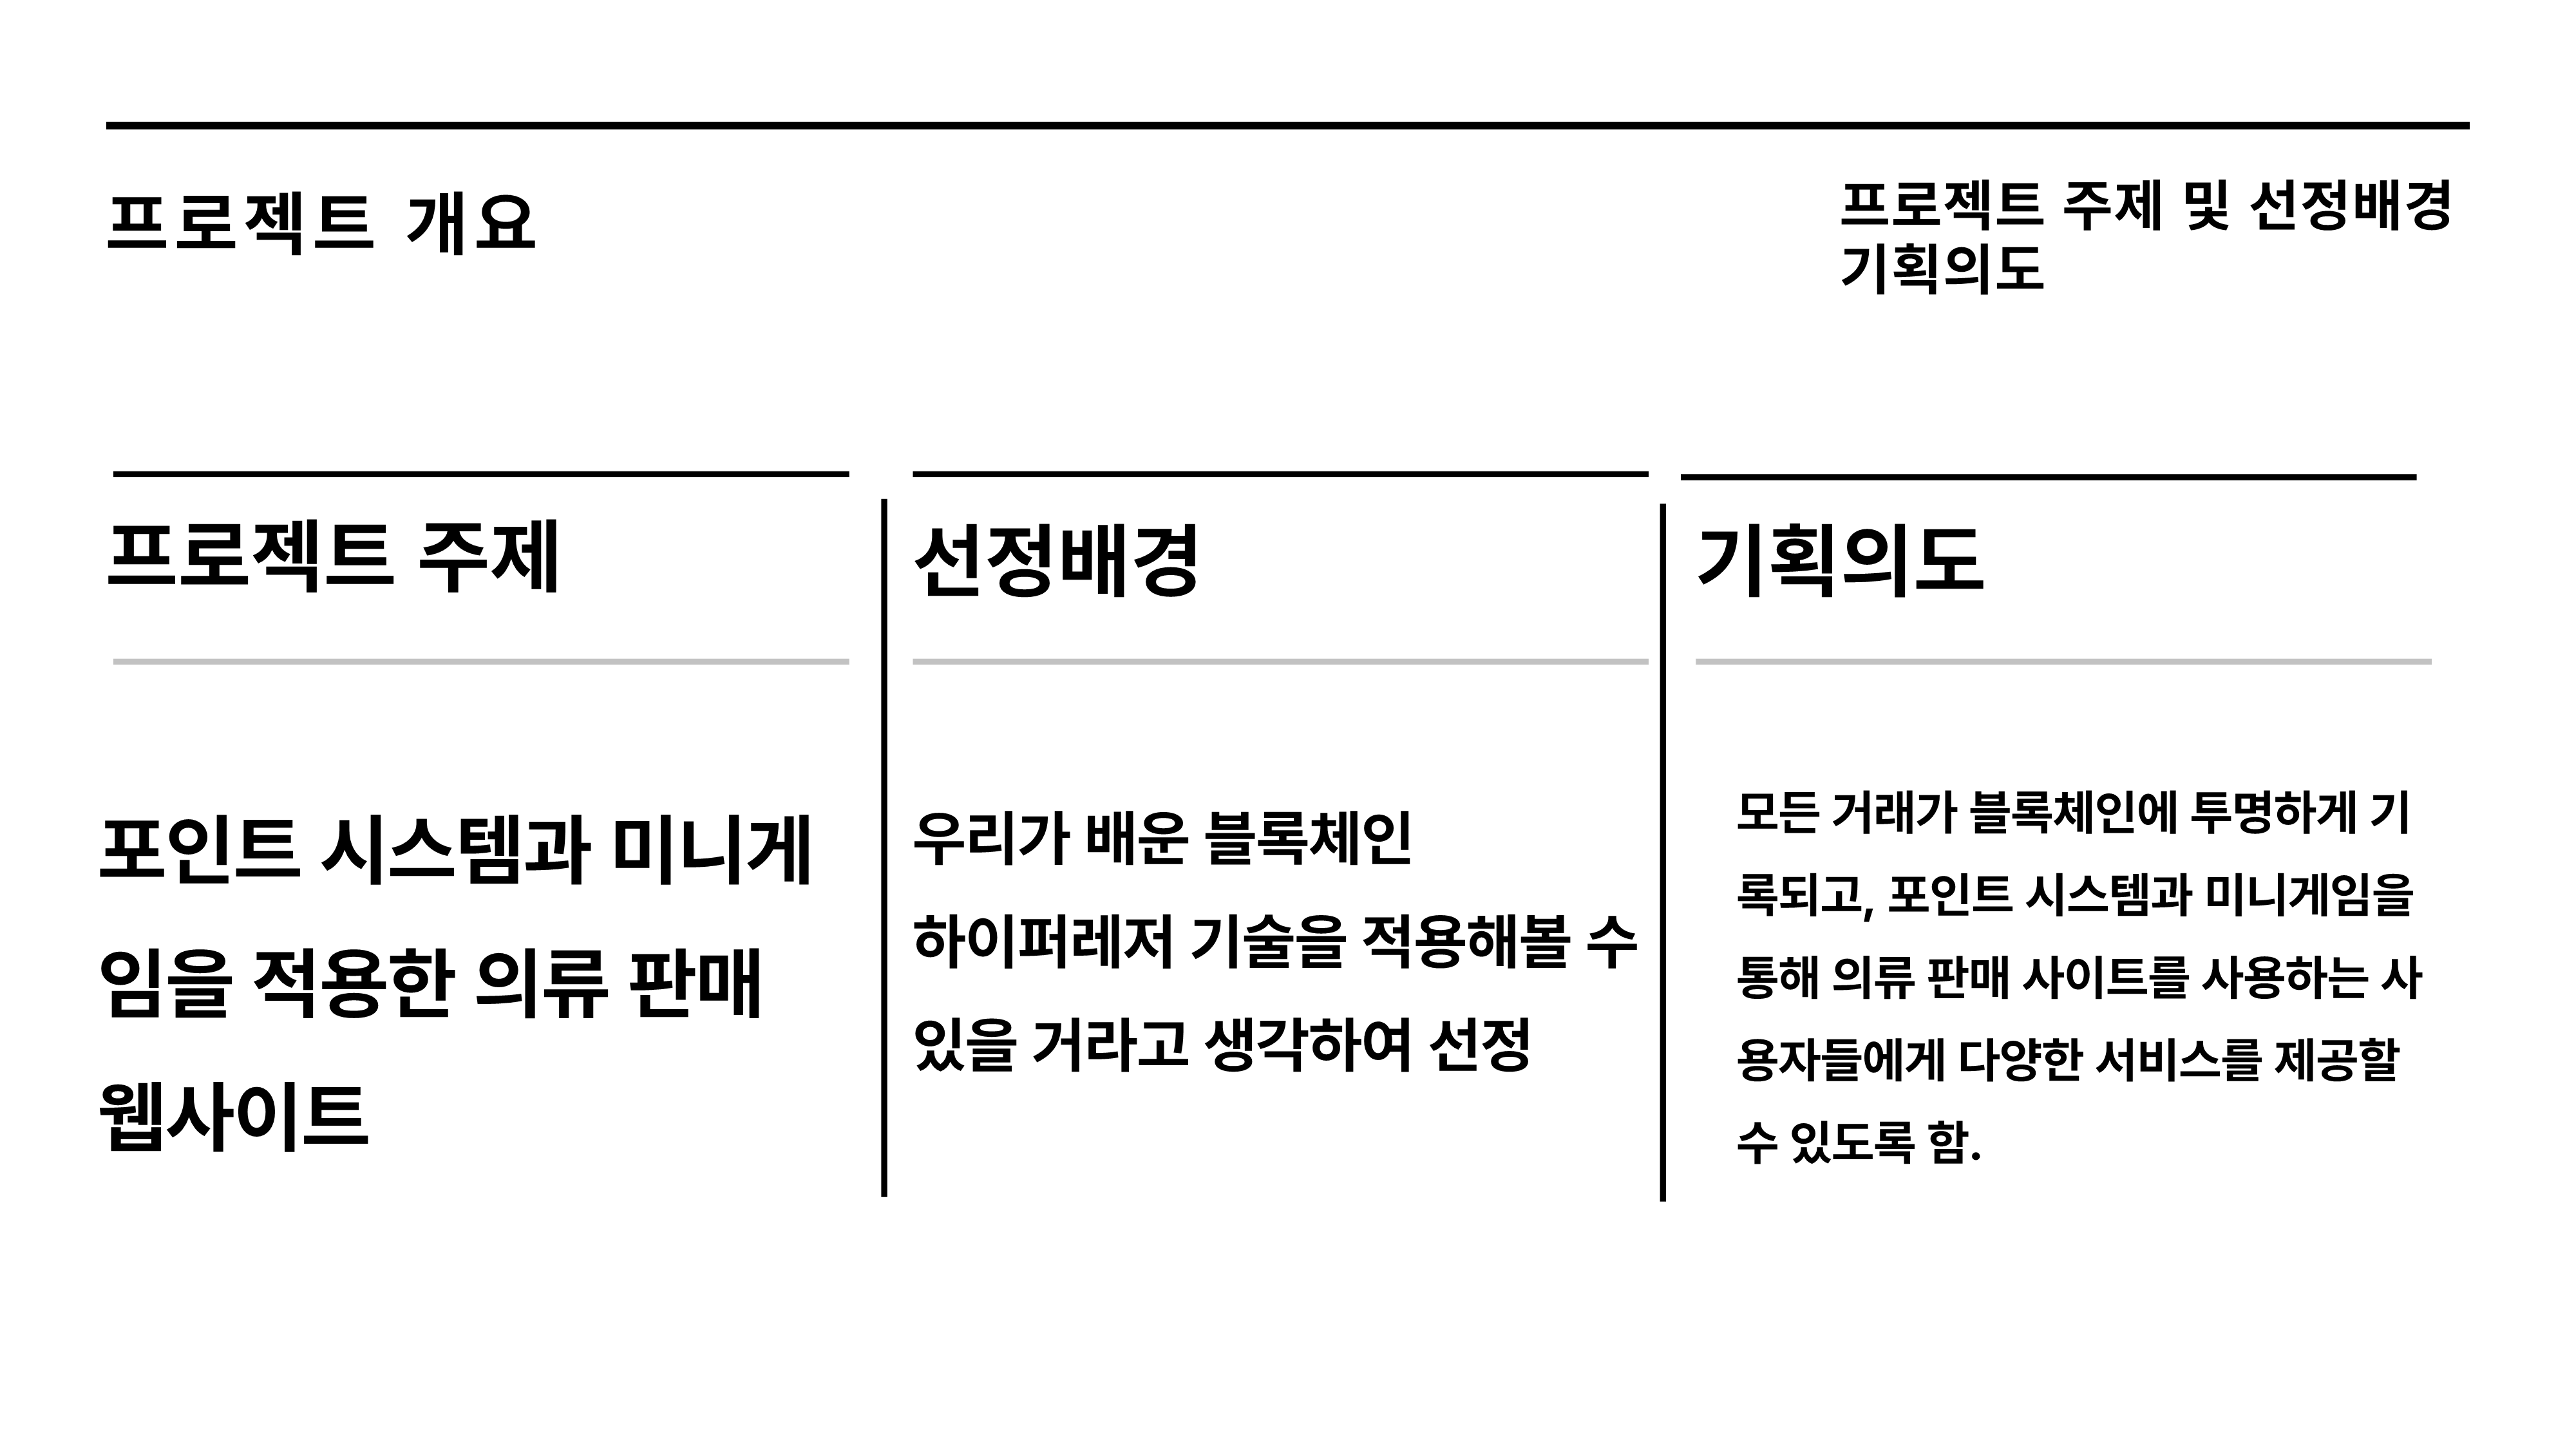 프로젝트 개요
프로젝트 주제 및 선정배경
기획의도
프로젝트 주제
포인트 시스템과 미니게
임을 적용한 의류 판매
웹사이트
선정배경
우리가 배운 블록체인
하이퍼레저 기술을 적용해볼 수
있을 거라고 생각하여 선정
기획의도
모든 거래가 블록체인에 투명하게 기
록되고, 포인트 시스템과 미니게임을
통해 의류 판매 사이트를 사용하는 사
용자들에게 다양한 서비스를 제공할
수 있도록 함.